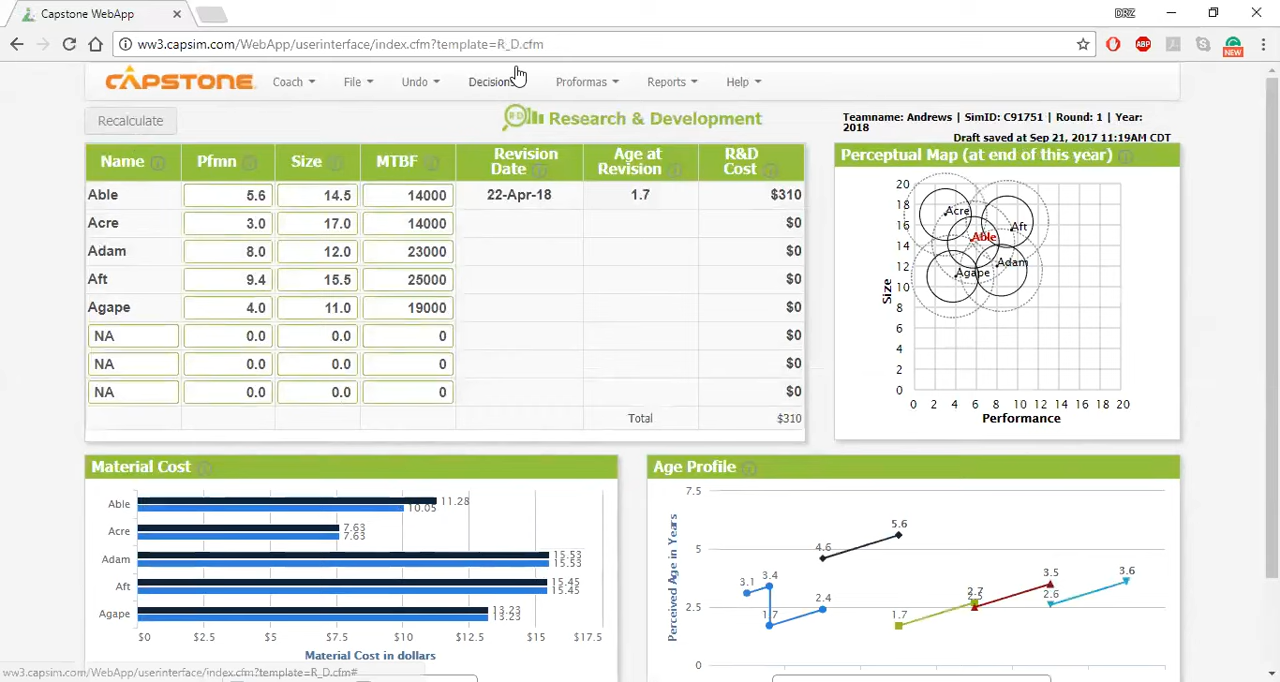 Capstone WebApp
DRZ
ww3.capsim.com/WebApp/userinterface/index.cfm?template=R_D.cfm
ABP
NEW
CAPSTONE
Coach
File
Undo
Decisions
Proformas
Reports
Help
Recalculate
Research & Development
Teamname: Andrews | SimID: C91751 | Round: 1 | Year:
2018
Draft saved at Sep 21, 2017 11:19AM CDT
Name Pfmn Size MTBF Revision Date Age at Revision R&D Cost
Able 5.6 14.5 14000 22-Apr-18 1.7 $310
Acre 3.0 17.0 14000 $0
Adam 8.0 12.0 23000 $0
Aft 9.4 15.5 25000 $0
Agape 4.0 11.0 19000 $0
NA 0.0 0.0 0 $0
NA 0.0 0.0 0 $0
NA 0.0 0.0 0 $0
Total $310
Perceptual Map (at end of this year)
20
18
16
14
12
10
8
6
4
2
0
Size
Acre
Aft
Able
Adam
Agape
0 2 4 6 8 10 12 14 16 18 20
Performance
Material Cost
Able 11.28
10.05
Acre 7.63
7.63
Adam 15.53
15.53
Aft 15.45
15.45
Agape 13.23
13.23
$0 $2.5 $5 $7.5 $10 $12.5 $15 $17.5
Material Cost in dollars
Age Profile
Perceived Age in Years
7.5
5
2.5
0
3.1 3.4
1.7 2.4
4.6 5.6
1.7 2.7
3.5
2.6 3.6
ww3.capsim.com/WebApp/userinterface/index.cfm?template=R_D.cfm#